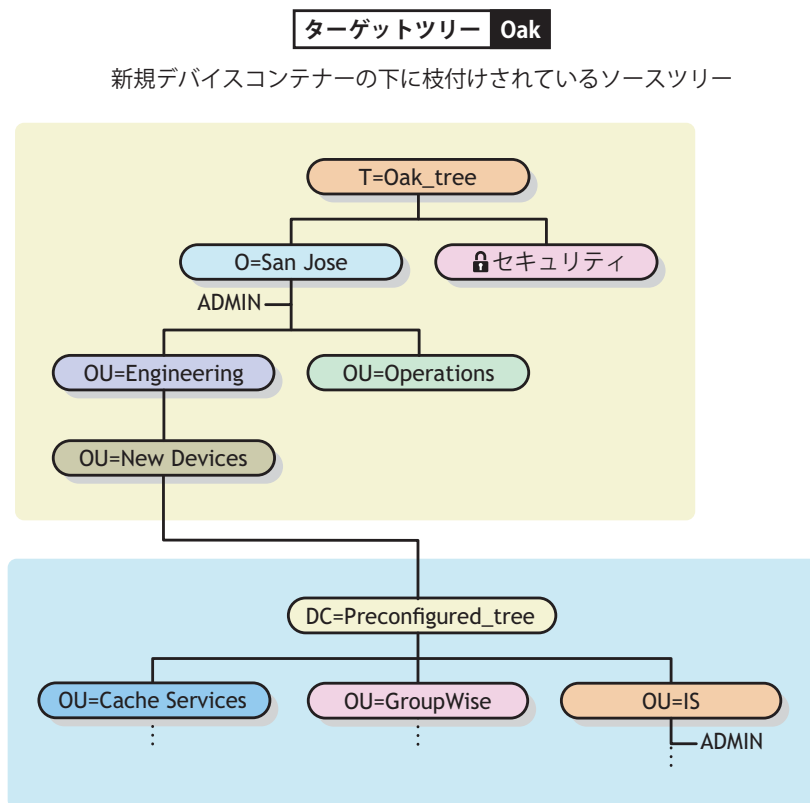 ターゲットツリー Oak
新規デバイスコンテナーの下に枝付けされているソースツリー
T=Oak_tree
O=San Jose
セキュリティ
ADMIN
OU=Engineering
OU=Operations
OU=New Devices
DC=Preconfigured_tree
OU=Cache Services
OU=GroupWise
OU=IS
ADMIN